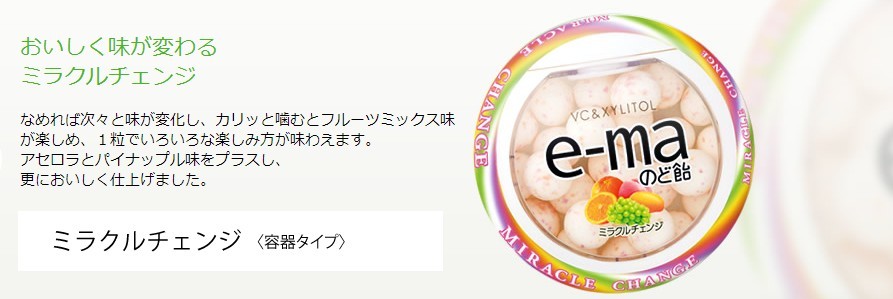 おいしく味が変わる
ミラクルチェンジ
なめれば次々と味が変化し、カリッと噛むとフルーツミックス味
が楽しめ、１粒でいろいろな楽しみ方が味わえます。
アセロラとパイナップル味をプラスし、
更においしく仕上げました。
ミラクルチェンジ〈容器タイプ〉
MIRACLE CHANGE
MIRACLE CHANGE
MIRACLE CHANGE
VC&XYLITOL
e-ma
のど飴
ミラクルチェンジ